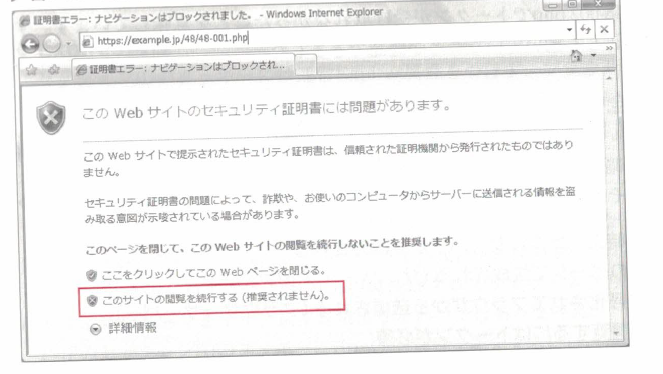 証明書エラー: ナビゲーションはブロックされました。 - Windows Internet Explorer
https://example.jp/48/48-001.php
証明書エラー: ナビゲーションはブロックされ...
この Web サイトのセキュリティ証明書には問題があります。
この Web サイトで提示されたセキュリティ証明書は、信頼された証明機関から発行されたものではあり
ません。
セキュリティ証明書の問題によって、詐欺や、お使いのコンピュータからサーバーに送信される情報を盗
み取る意図が示唆されている場合があります。
このページを閉じて、この Web サイトの閲覧を続行しないことを推奨します。
ここをクリックしてこの Web ページを閉じる。
このサイトの閲覧を続行する (推奨されません)。
詳細情報